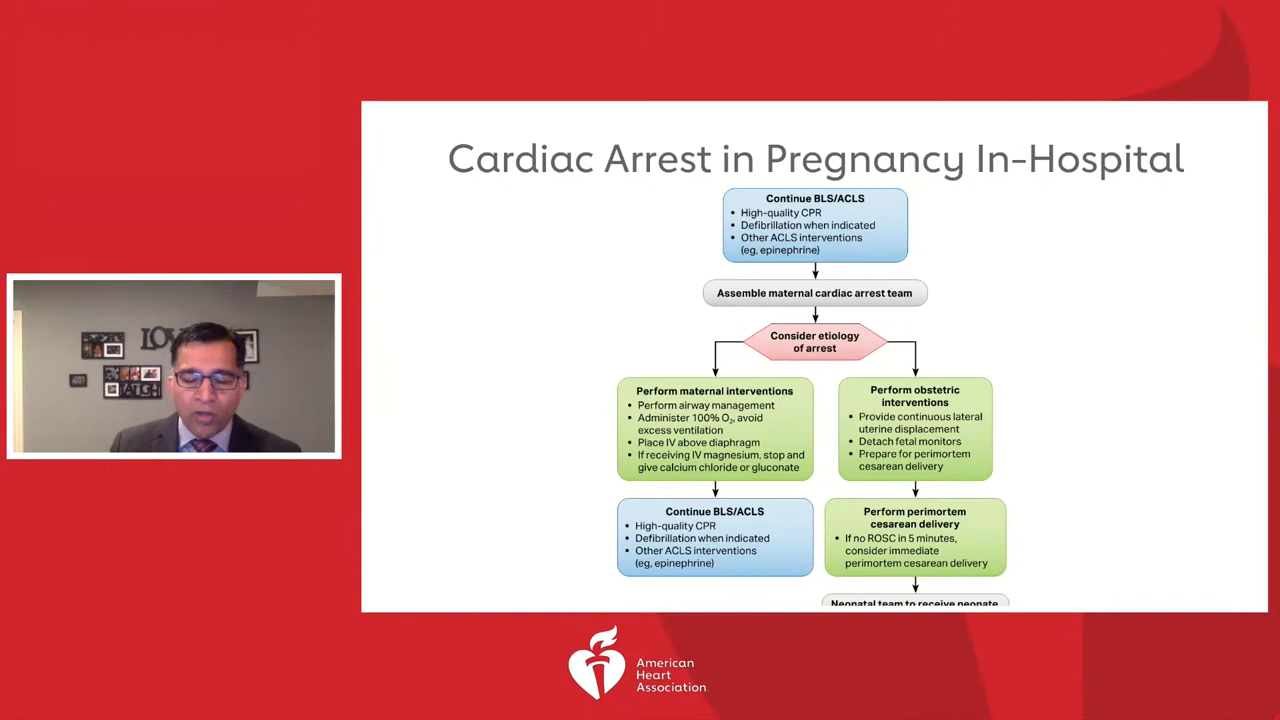 Cardiac Arrest in Pregnancy In-Hospital
Continue BLS/ACLS
• High-quality CPR
• Defibrillation when indicated
• Other ACLS interventions
(eg, epinephrine)
Assemble maternal cardiac arrest team
Consider etiology
of arrest
Perform maternal interventions
• Perform airway management
• Administer 100% O₂, avoid
excess ventilation
• Place IV above diaphragm
• If receiving IV magnesium, stop and
give calcium chloride or gluconate
Continue BLS/ACLS
• High-quality CPR
• Defibrillation when indicated
• Other ACLS interventions
(eg, epinephrine)
Perform obstetric
interventions
• Provide continuous lateral
uterine displacement
• Detach fetal monitors
• Prepare for perimortem
cesarean delivery
Perform perimortem
cesarean delivery
• If no ROSC in 5 minutes,
consider immediate
perimortem cesarean delivery
Neonatal team to receive neonate
LAUGH
American
Heart
Association.